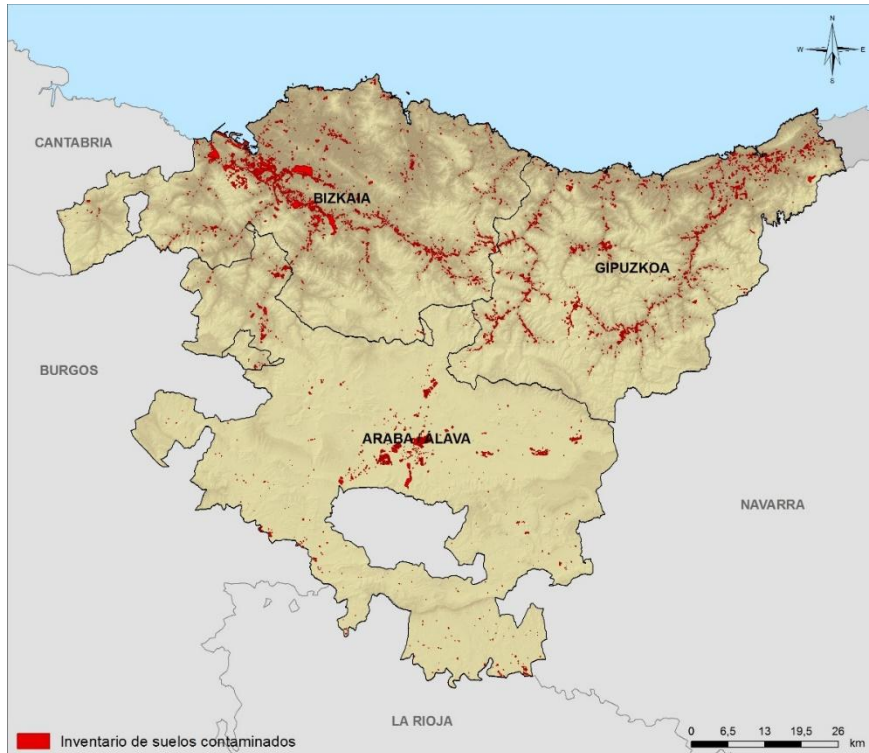 N
W E
S
CANTABRIA
BIZKAIA
GIPUZKOA
BURGOS
ARABA / ÁLAVA
NAVARRA
LA RIOJA
Inventario de suelos contaminados
0 6,5 13 19,5 26
km